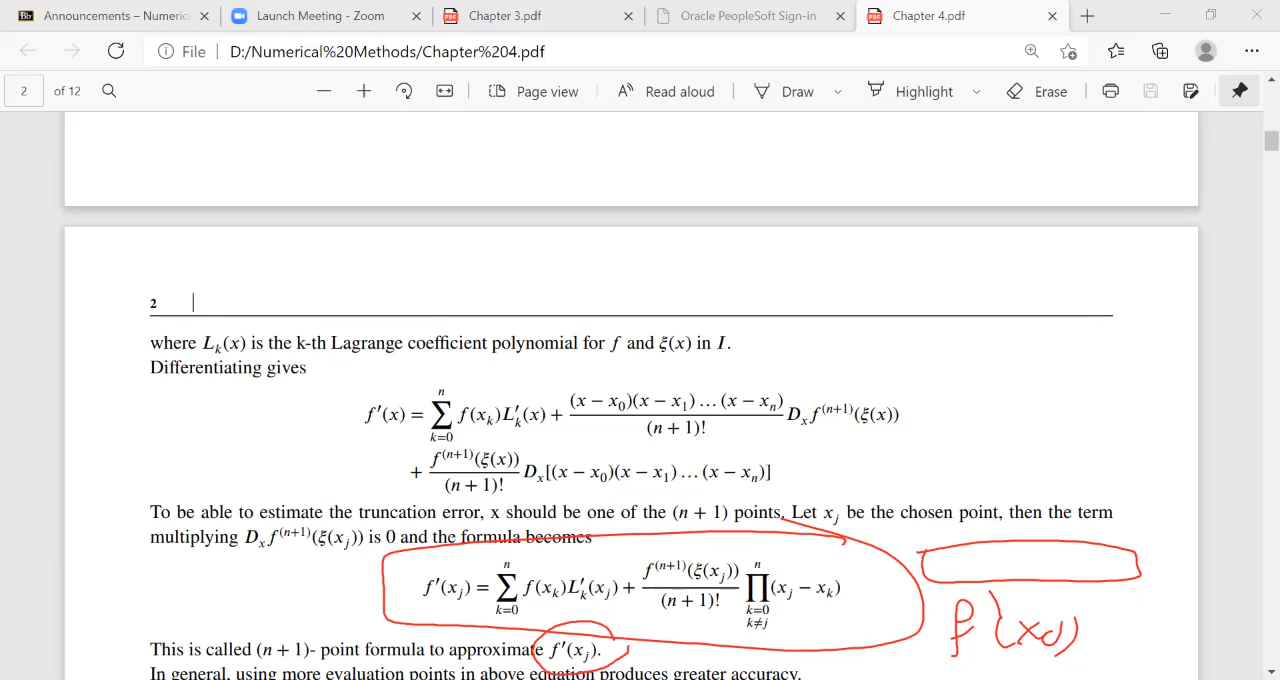 Announcements – Numeric
Launch Meeting - Zoom
Chapter 3.pdf
Oracle PeopleSoft Sign-in
Chapter 4.pdf
File | D:/Numerical%20Methods/Chapter%204.pdf
2 of 12
Page view
Read aloud
Draw
Highlight
Erase
2
where L_k(x) is the k-th Lagrange coefficient polynomial for f and ξ(x) in I.
Differentiating gives
f′(x) = ∑_{k=0}^{n} f(x_k)L′_k(x) + \frac{(x − x_0)(x − x_1) … (x − x_n)}{(n + 1)!} D_x f^{(n+1)}(ξ(x))
+ \frac{f^{(n+1)}(ξ(x))}{(n + 1)!} D_x[(x − x_0)(x − x_1) … (x − x_n)]
To be able to estimate the truncation error, x should be one of the (n + 1) points. Let x_j be the chosen point, then the term
multiplying D_x f^{(n+1)}(ξ(x_j)) is 0 and the formula becomes
f′(x_j) = ∑_{k=0}^{n} f(x_k)L′_k(x_j) + \frac{f^{(n+1)}(ξ(x_j))}{(n + 1)!} ∏_{k=0, k≠j}^{n} (x_j − x_k)
This is called (n + 1)- point formula to approximate f′(x_j).
In general, using more evaluation points in above equation produces greater accuracy.